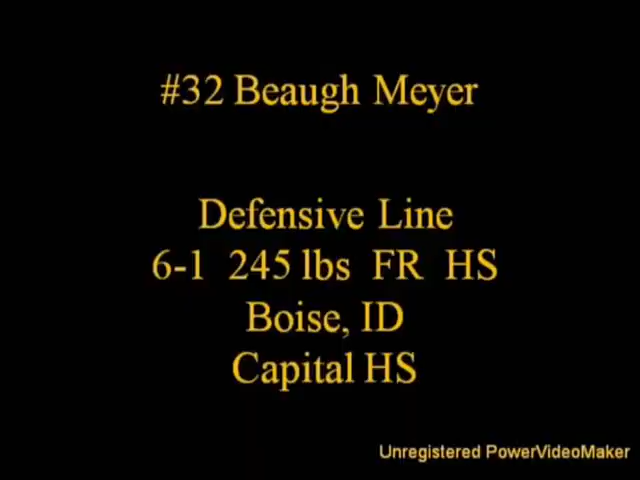 #32 Beaugh Meyer
Defensive Line
6-1 245 lbs FR HS
Boise, ID
Capital HS
Unregistered PowerVideoMaker